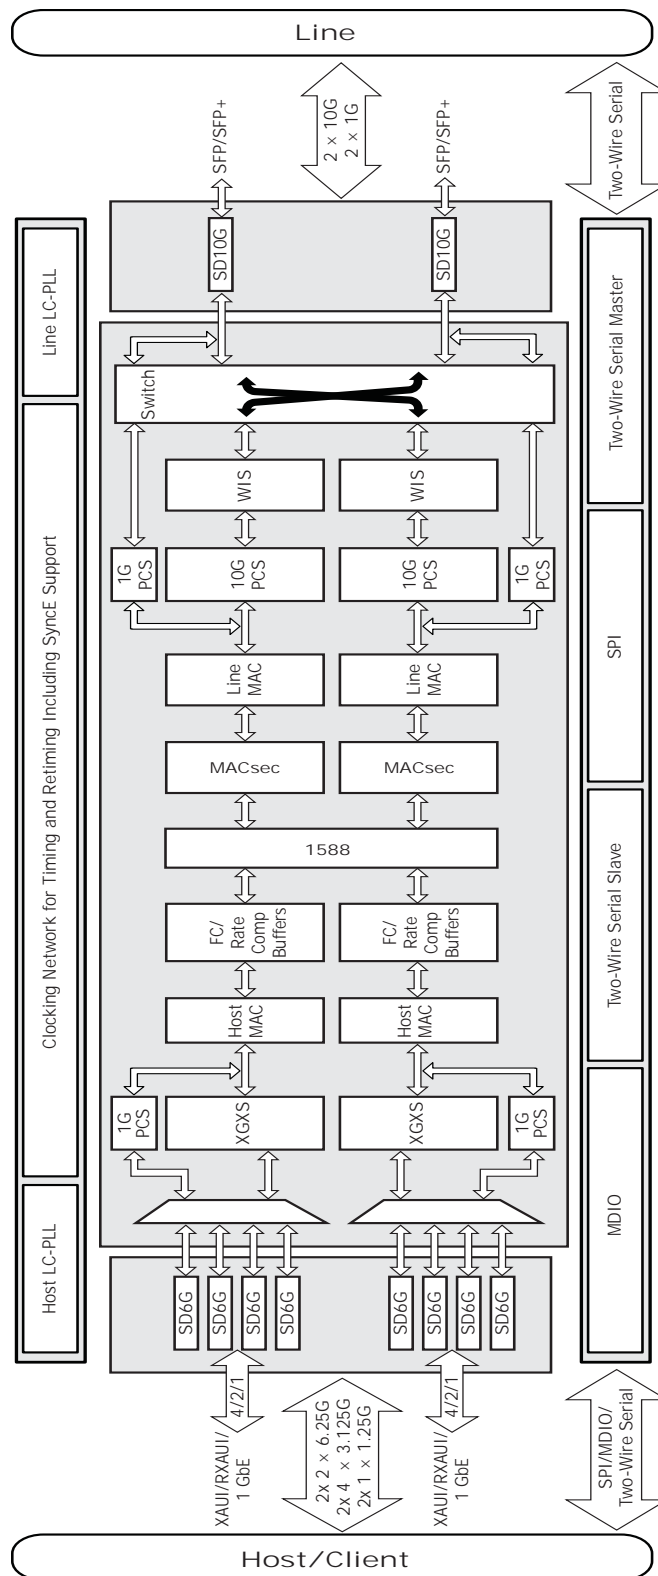 Line
SFP/SFP+
2 × 10G
2 × 1G
SFP/SFP+
Two-Wire Serial
SD10G
SD10G
Line LC-PLL
Clocking Network for Timing and Retiming Including SyncE Support
Host LC-PLL
Two-Wire Serial Master
SPI
Two-Wire Serial Slave
MDIO
Switch
WIS
WIS
1G
PCS
10G
PCS
10G
PCS
1G
PCS
Line
MAC
Line
MAC
MACsec
MACsec
1588
FC/
Rate
Comp
Buffers
FC/
Rate
Comp
Buffers
Host
MAC
Host
MAC
1G
PCS
XGXS
XGXS
1G
PCS
SD6G
SD6G
SD6G
SD6G
SD6G
SD6G
SD6G
SD6G
4/2/1
4/2/1
XAUI/RXAUI/
1 GbE
2x 2 × 6.25G
2x 4 × 3.125G
2x 1 × 1.25G
XAUI/RXAUI/
1 GbE
SPI/MDIO/
Two-Wire Serial
Host/Client